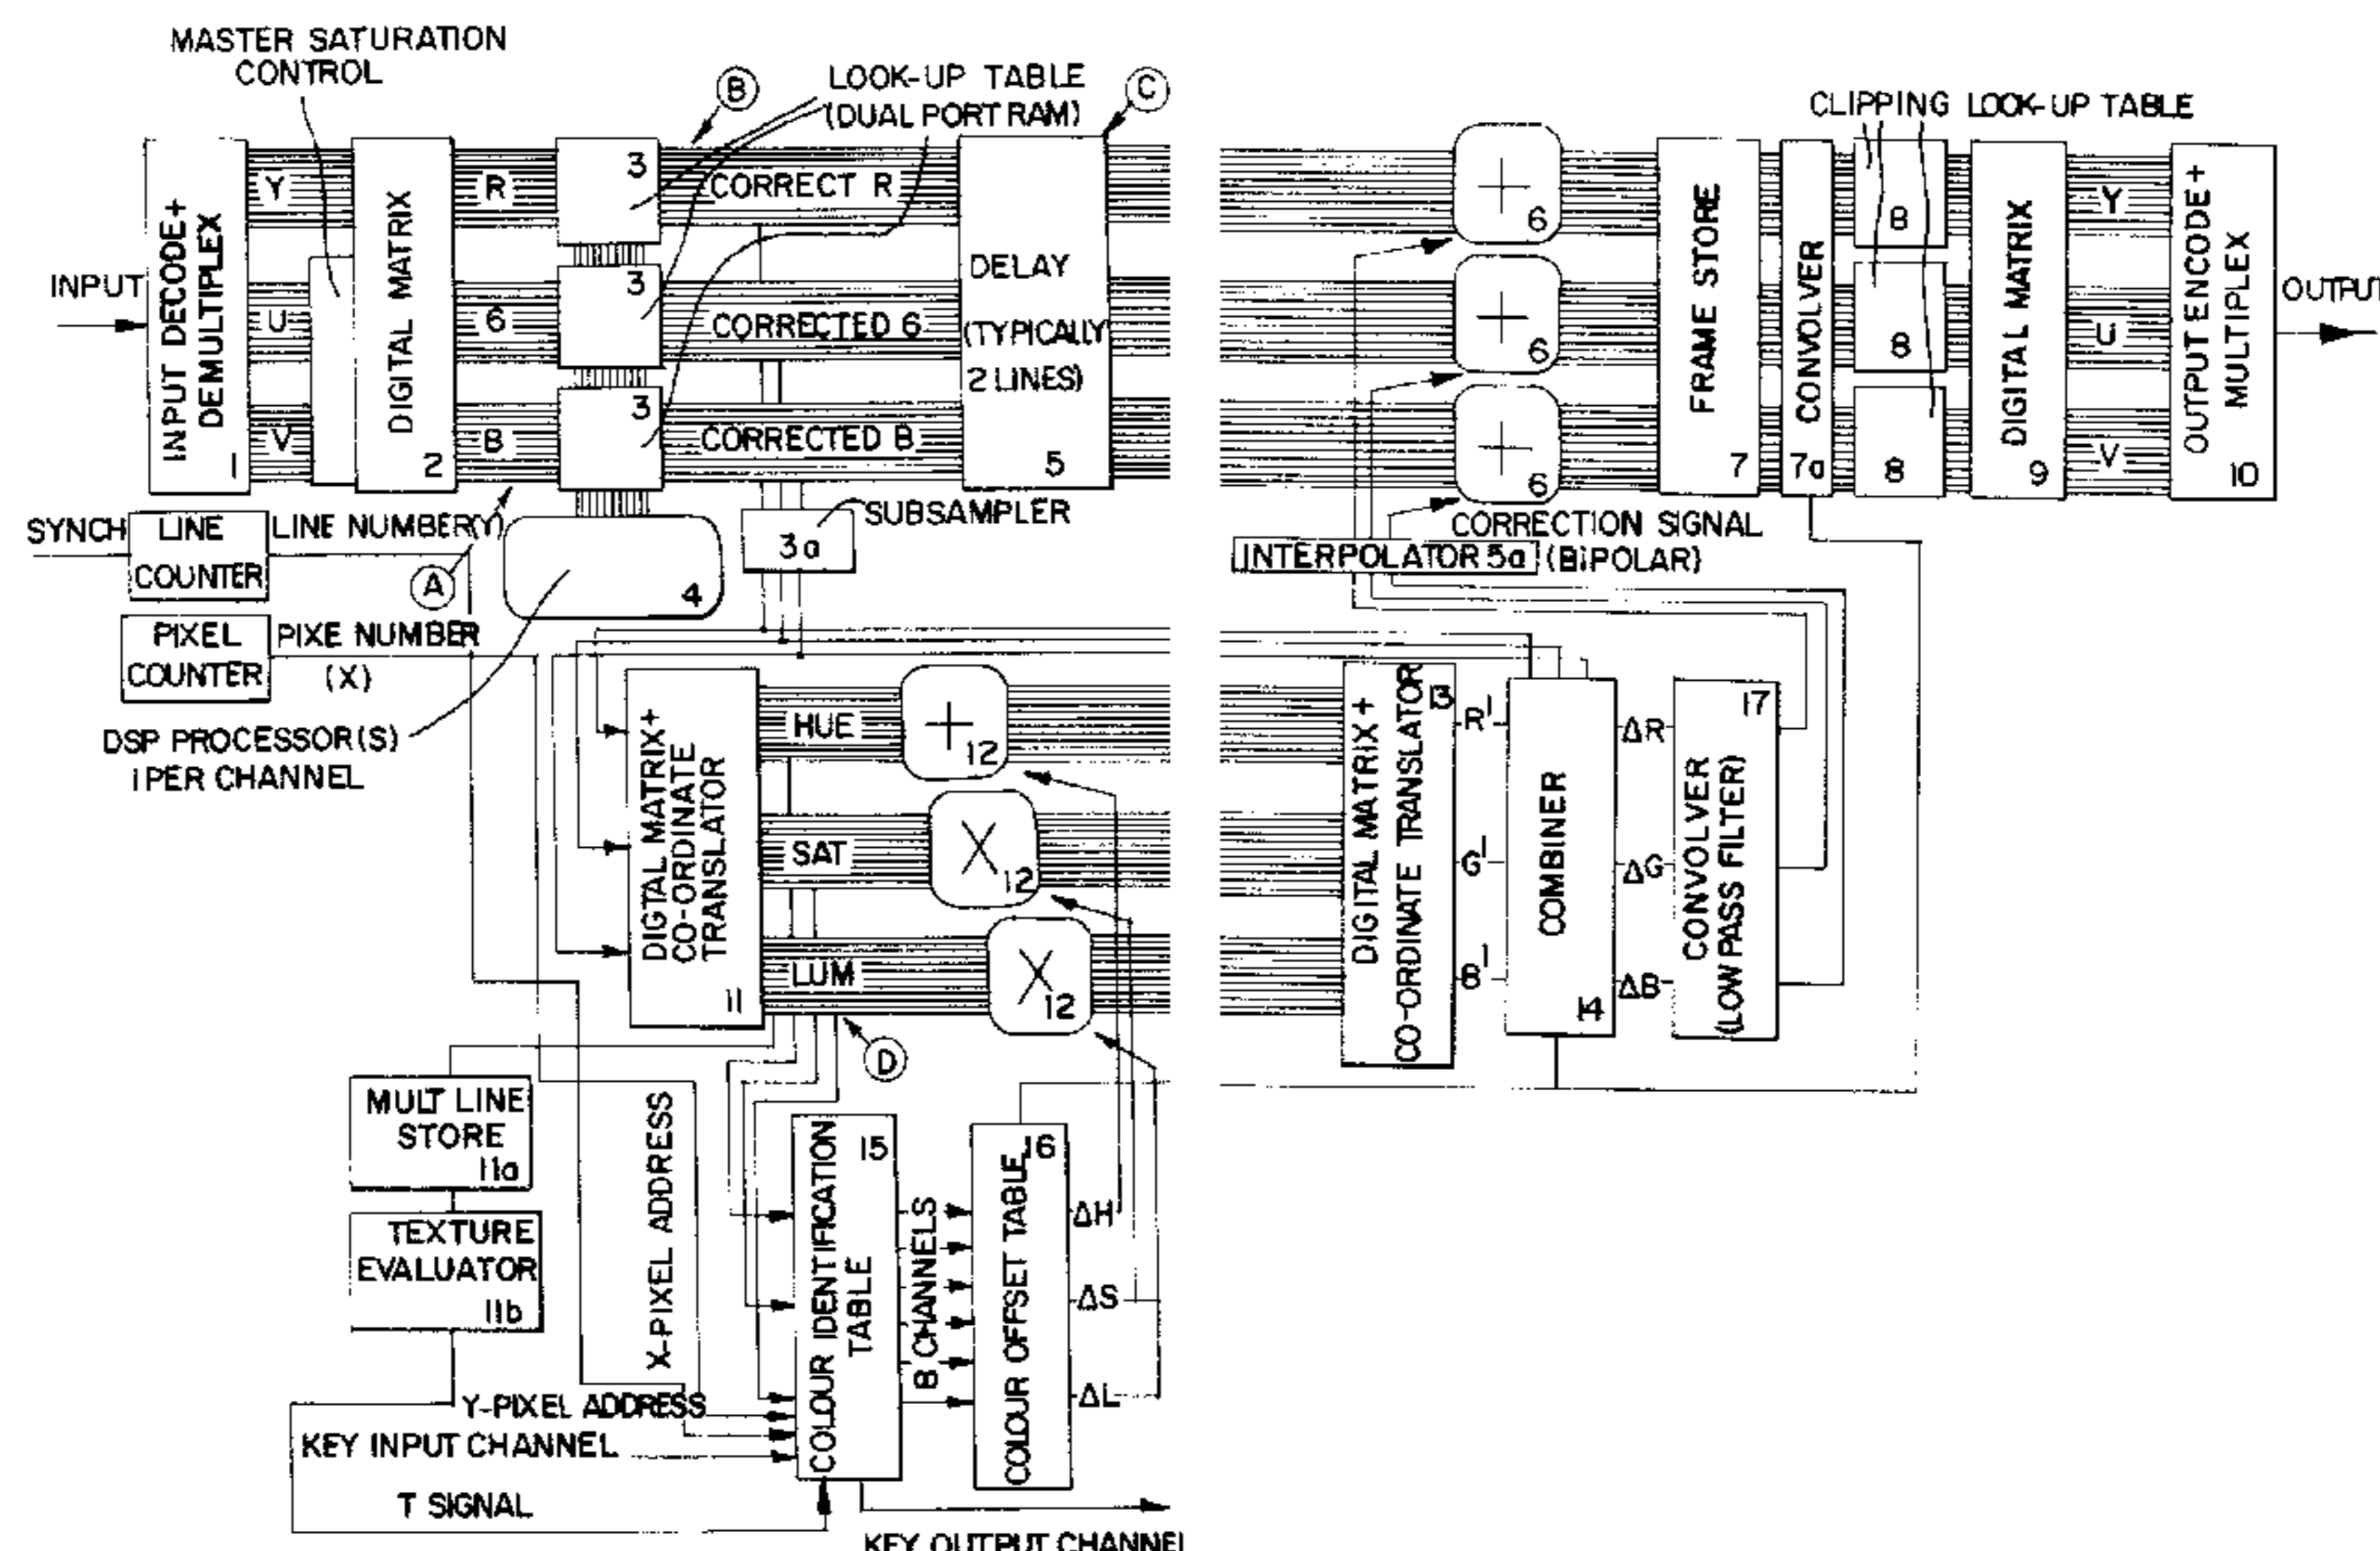 MASTER SATURATION
CONTROL
B
LOOK-UP TABLE
(DUAL PORT RAM)
C
CLIPPING LOOK-UP TABLE
INPUT
INPUT DECODE+
DEMULTIPLEX
1
Y
U
V
DIGITAL MATRIX
2
R
6
B
3
3
3
CORRECT R
CORRECTED 6
CORRECTED B
DELAY
(TYPICALLY
2 LINES)
5
6
6
6
FRAME STORE
7
CONVOLVER
7a
8
8
8
DIGITAL MATRIX
9
Y
U
V
OUTPUT ENCODE+
MULTIPLEX
10
OUTPUT
SYNCH
LINE
COUNTER
LINE NUMBER(Y)
A
4
SUBSAMPLER
3a
CORRECTION SIGNAL
INTERPOLATOR 5a (BIPOLAR)
PIXEL
COUNTER
PIXE NUMBER
(X)
DSP PROCESSOR(S)
1 PER CHANNEL
DIGTAL MATRIX+
CO-ORDINATE
TRANSLATOR
11
HUE
SAT
LUM
+
12
X
12
X
12
D
DIGITAL MATRIX+
CO-ORDINATE TRANSLATOR
13
R'
G'
B'
COMBINER
14
ΔR
ΔG
ΔB
17
CONVOLVER
(LOW PASS FILTER)
MULT LINE
STORE
11a
TEXTURE
EVALUATOR
11b
X-PIXEL ADDRESS
Y-PIXEL ADDRESS
KEY INPUT CHANNEL
T SIGNAL
15
COLOUR IDENTIFICATION
TABLE
B CHANNELS
16
COLOUR OFFSET TABLE
ΔH
ΔS
ΔL
KEY OUTPUT CHANNEL